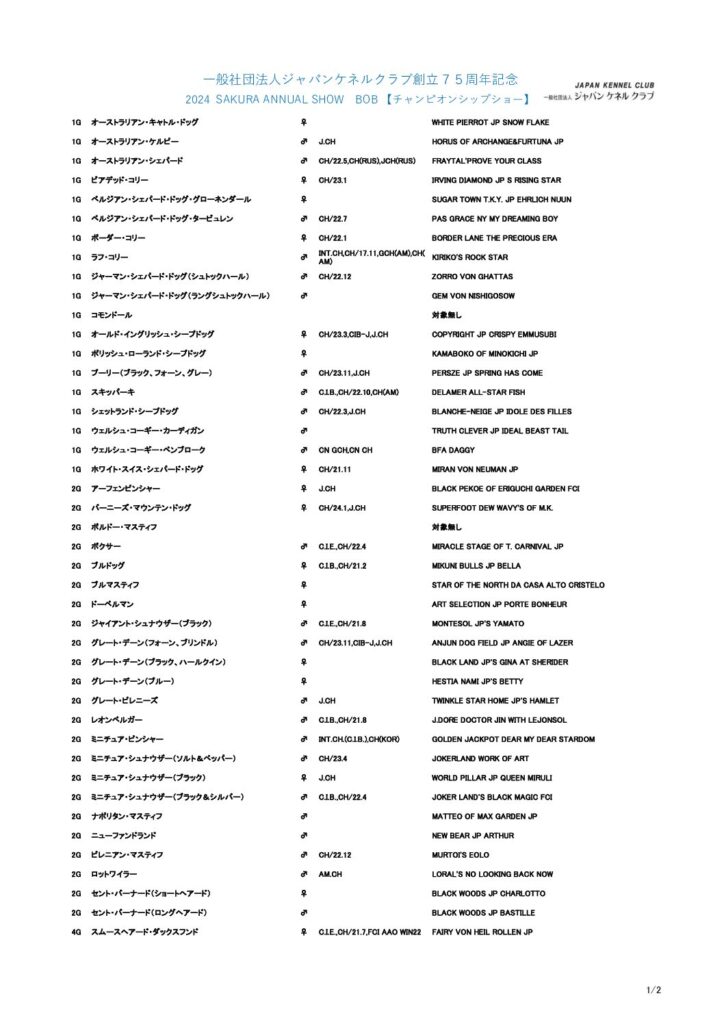 一般社団法人ジャパンケネルクラブ創立７５周年記念
2024 SAKURA ANNUAL SHOW BOB【チャンピオンシップショー】
JAPAN KENNEL CLUB
一般社団法人 ジャパン ケネル クラブ
1G オーストラリアン・キャトル・ドッグ ♀ WHITE PIERROT JP SNOW FLAKE
1G オーストラリアン・ケルピー ♂ J.CH HORUS OF ARCHANGE&FURTUNA JP
1G オーストラリアン・シェパード ♂ CH/22.5,CH(RUS),JCH(RUS) FRAYTAL'PROVE YOUR CLASS
1G ビアデッド・コリー ♀ CH/23.1 IRVING DIAMOND JP S RISING STAR
1G ベルジアン・シェパード・ドッグ・グローネンダール ♀ SUGAR TOWN T.K.Y. JP EHRLICH NUUN
1G ベルジアン・シェパード・ドッグ・タービュレン ♂ CH/22.7 PAS GRACE NY MY DREAMING BOY
1G ボーダー・コリー ♀ CH/22.1 BORDER LANE THE PRECIOUS ERA
1G ラフ・コリー ♂ INT.CH,CH/17.11,GCH(AM),CH(AM) KIRIKO'S ROCK STAR
1G ジャーマン・シェパード・ドッグ（シュトックハール） ♂ CH/22.12 ZORRO VON GHATTAS
1G ジャーマン・シェパード・ドッグ（ラングシュトックハール） ♂ GEM VON NISHIGOSOW
1G コモンドール 対象無し
1G オールド・イングリッシュ・シープドッグ ♀ CH/23.3,CIB-J,J.CH COPYRIGHT JP CRISPY EMMUSUBI
1G ポリッシュ・ローランド・シープドッグ ♀ KAMABOKO OF MINOKICHI JP
1G プーリー（ブラック、フォーン、グレー） ♂ CH/23.11,J.CH PERSZE JP SPRING HAS COME
1G スキッパーキ ♂ C.I.B.,CH/22.10,CH(AM) DELAMER ALL-STAR FISH
1G シェットランド・シープドッグ ♂ CH/22.3,J.CH BLANCHE-NEIGE JP IDOLE DES FILLES
1G ウェルシュ・コーギー・カーディガン ♂ TRUTH CLEVER JP IDEAL BEAST TAIL
1G ウェルシュ・コーギー・ペンブローク ♂ CN GCH,CN CH BFA DAGGY
1G ホワイト・スイス・シェパード・ドッグ ♀ CH/21.11 MIRAN VON NEUMAN JP
2G アーフェンピンシャー ♀ J.CH BLACK PEKOE OF ERIGUCHI GARDEN FCI
2G バーニーズ・マウンテン・ドッグ ♀ CH/24.1,J.CH SUPERFOOT DEW WAVY'S OF M.K.
2G ボルドー・マスティフ 対象無し
2G ボクサー ♂ C.I.E.,CH/22.4 MIRACLE STAGE OF T. CARNIVAL JP
2G ブルドッグ ♀ C.I.B.,CH/21.2 MIKUNI BULLS JP BELLA
2G ブルマスティフ ♀ STAR OF THE NORTH DA CASA ALTO CRISTELO
2G ドーベルマン ♀ ART SELECTION JP PORTE BONHEUR
2G ジャイアント・シュナウザー（ブラック） ♂ C.I.E.,CH/21.8 MONTESOL JP'S YAMATO
2G グレート・デーン（フォーン、ブリンドル） ♂ CH/23.11,CIB-J,J.CH ANJUN DOG FIELD JP ANGIE OF LAZER
2G グレート・デーン（ブラック、ハールクイン） ♀ BLACK LAND JP'S GINA AT SHERIDER
2G グレート・デーン（ブルー） ♀ HESTIA NAMI JP'S BETTY
2G グレート・ピレニーズ ♂ J.CH TWINKLE STAR HOME JP'S HAMLET
2G レオンベルガー ♂ C.I.B.,CH/21.8 J.DORE DOCTOR JIN WITH LEJONSOL
2G ミニチュア・ピンシャー ♂ INT.CH.(C.I.B.),CH(KOR) GOLDEN JACKPOT DEAR MY DEAR STARDOM
2G ミニチュア・シュナウザー（ソルト＆ペッパー） ♂ CH/23.4 JOKERLAND WORK OF ART
2G ミニチュア・シュナウザー（ブラック） ♀ J.CH WORLD PILLAR JP QUEEN MIRULI
2G ミニチュア・シュナウザー（ブラック＆シルバー） ♂ C.I.B.,CH/22.4 JOKER LAND'S BLACK MAGIC FCI
2G ナポリタン・マスティフ ♂ MATTEO OF MAX GARDEN JP
2G ニューファンドランド ♂ NEW BEAR JP ARTHUR
2G ピレニアン・マスティフ ♂ CH/22.12 MURTOI'S EOLO
2G ロットワイラー ♂ AM.CH LORAL'S NO LOOKING BACK NOW
2G セント・バーナード（ショートヘアード） ♀ BLACK WOODS JP CHARLOTTO
2G セント・バーナード（ロングヘアード） ♂ BLACK WOODS JP BASTILLE
4G スムースヘアード・ダックスフンド ♀ C.I.E.,CH/21.7,FCI AAO WIN22 FAIRY VON HEIL ROLLEN JP
1/2